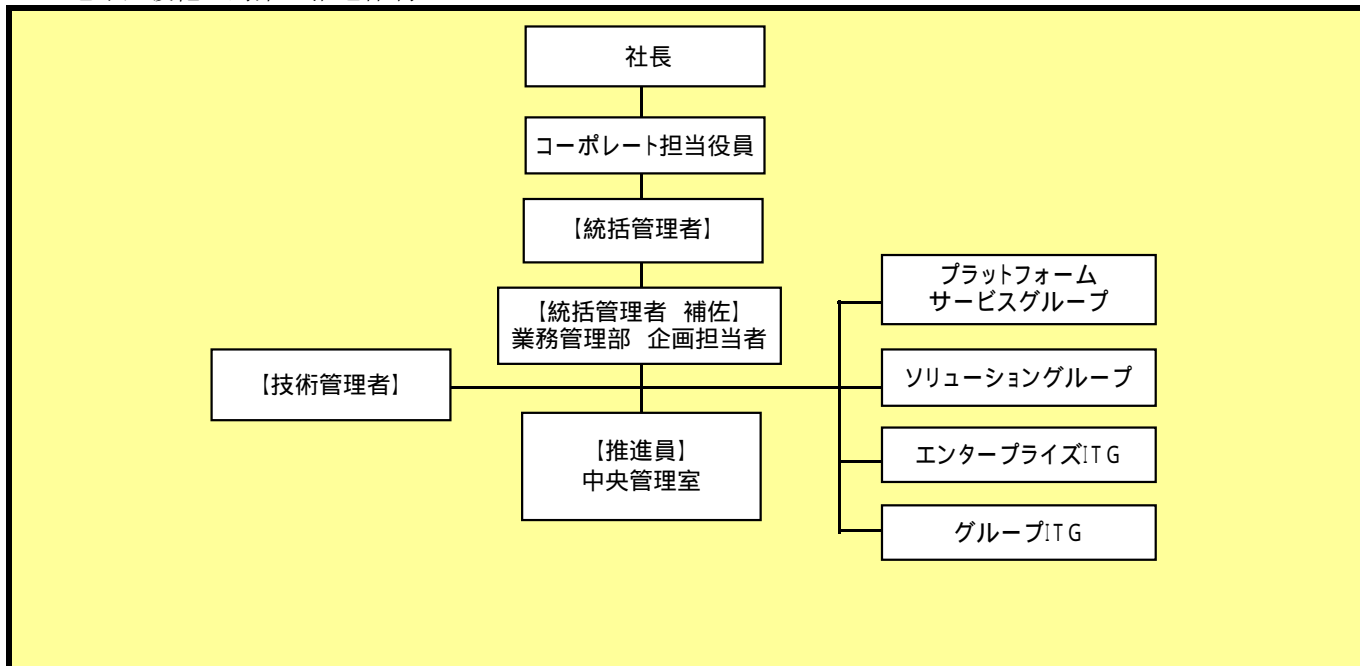 社長
コーポレート担当役員
【統括管理者】
【統括管理者 補佐】
業務管理部 企画担当者
プラットフォーム
サービスグループ
【技術管理者】
ソリューショングループ
【推進員】
中央管理室
エンタープライズITG
グループITG